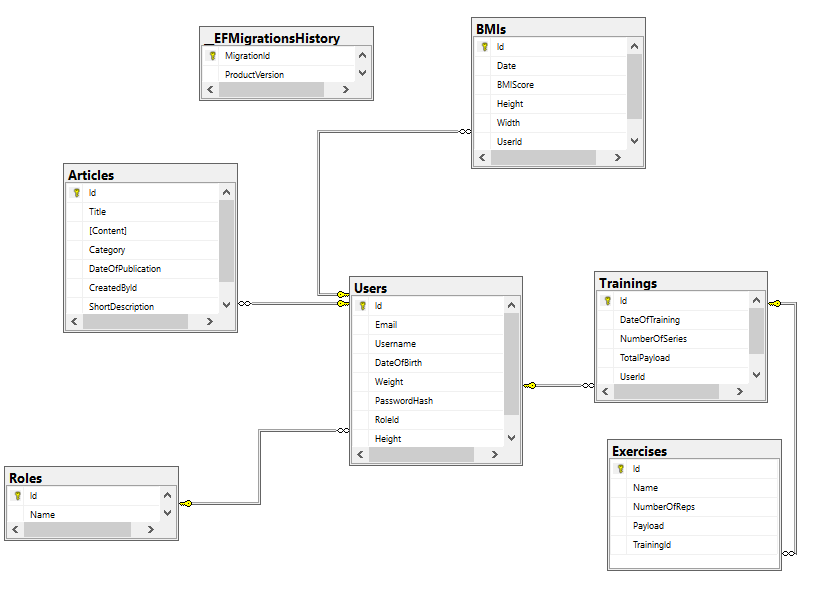 __EFMigrationsHistory
MigrationId
ProductVersion
BMIs
Id
Date
BMIScore
Height
Width
UserId
Articles
Id
Title
[Content]
Category
DateOfPublication
CreatedById
ShortDescription
Users
Id
Email
Username
DateOfBirth
Weight
PasswordHash
RoleId
Height
Trainings
Id
DateOfTraining
NumberOfSeries
TotalPayload
UserId
Exercises
Id
Name
NumberOfReps
Payload
TrainingId
Roles
Id
Name